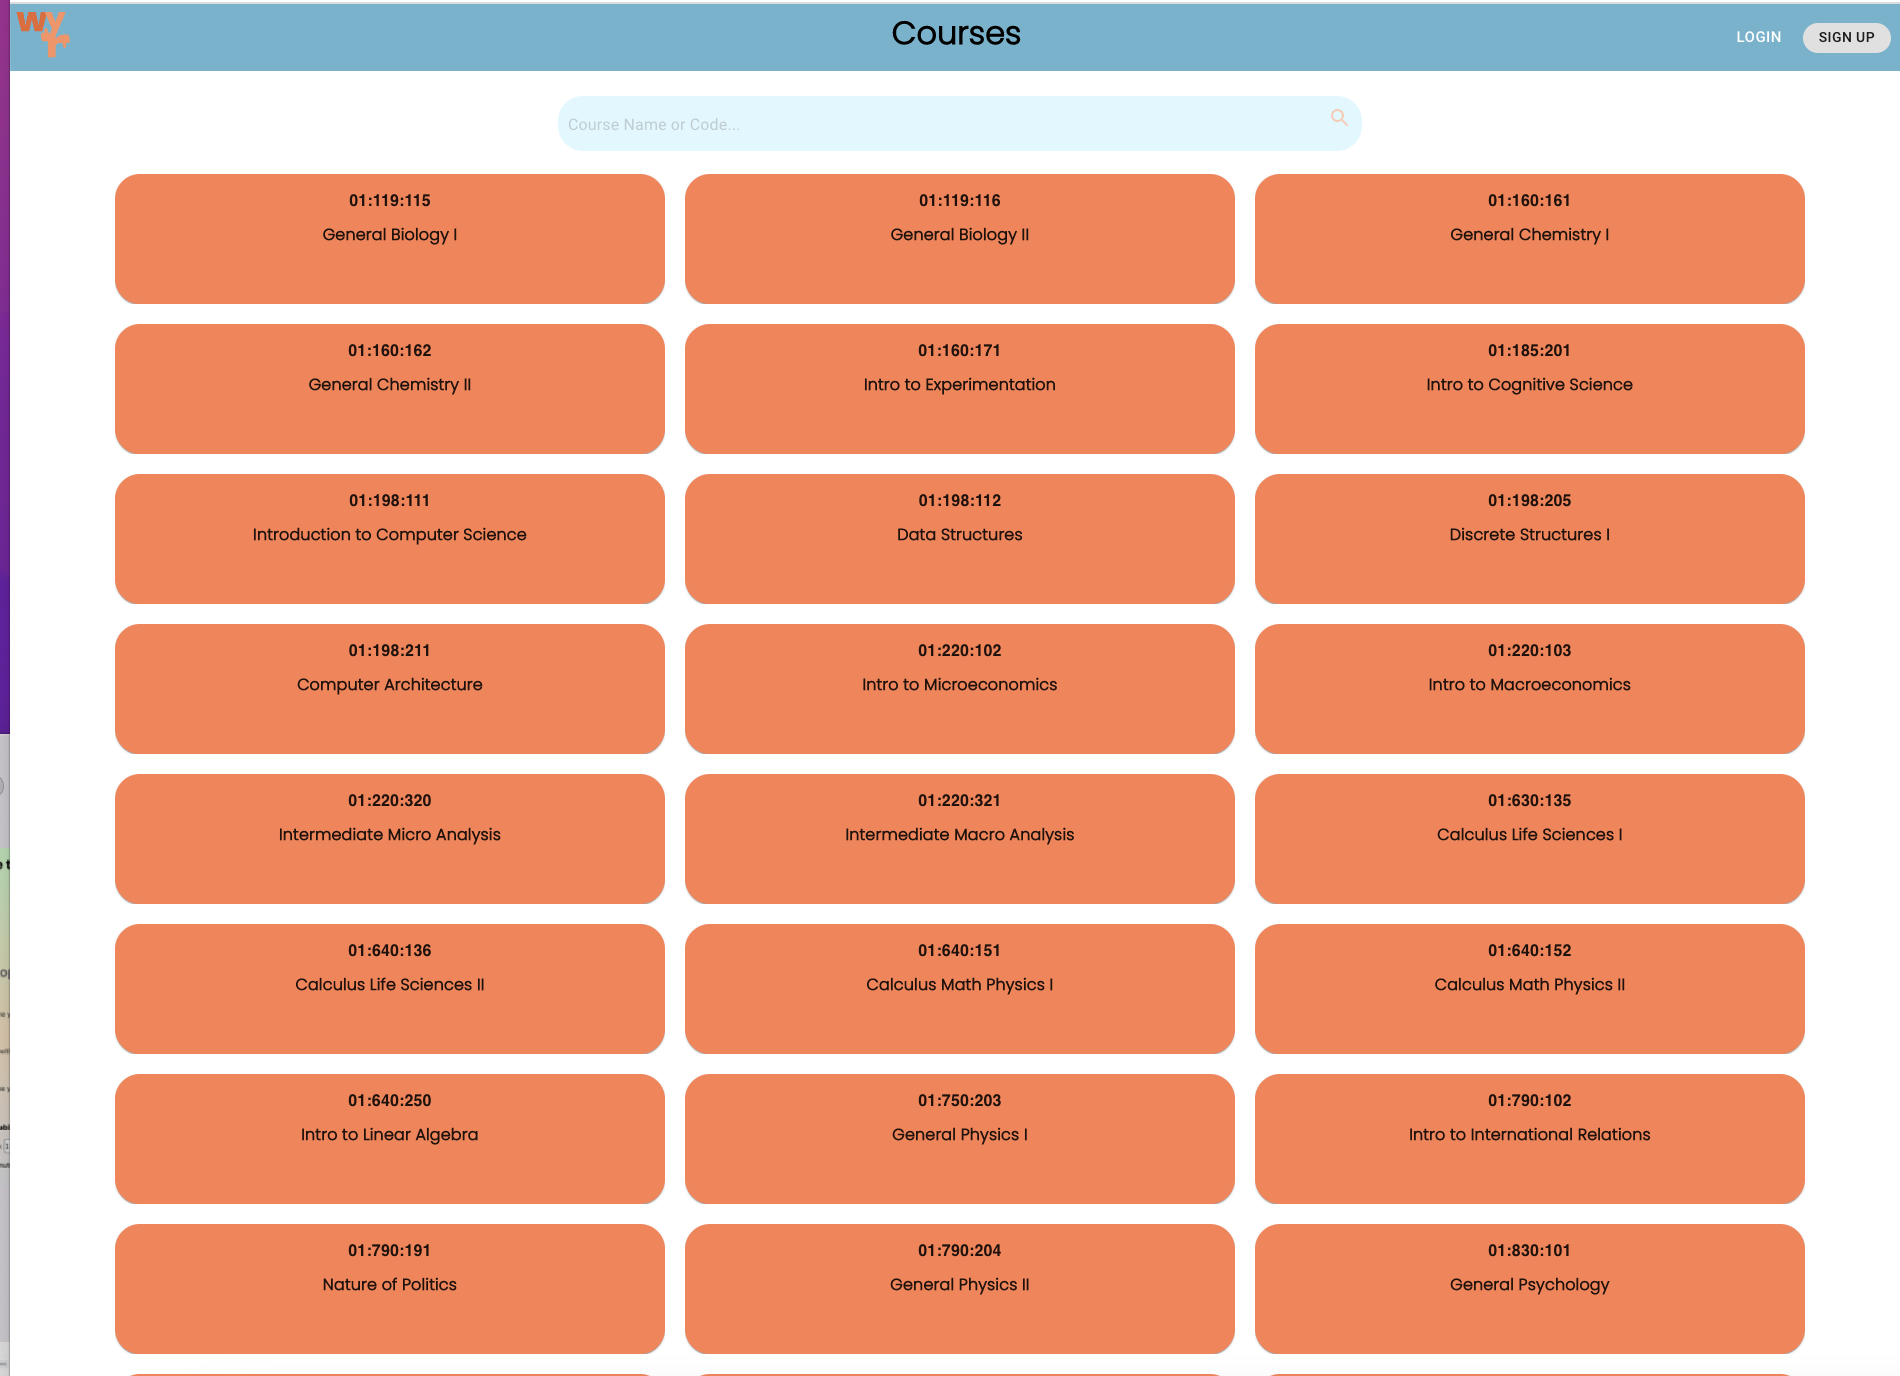 wyr
Courses
LOGIN
SIGN UP
Course Name or Code...
01:119:115
General Biology I
01:119:116
General Biology II
01:160:161
General Chemistry I
01:160:162
General Chemistry II
01:160:171
Intro to Experimentation
01:185:201
Intro to Cognitive Science
01:198:111
Introduction to Computer Science
01:198:112
Data Structures
01:198:205
Discrete Structures I
01:198:211
Computer Architecture
01:220:102
Intro to Microeconomics
01:220:103
Intro to Macroeconomics
01:220:320
Intermediate Micro Analysis
01:220:321
Intermediate Macro Analysis
01:630:135
Calculus Life Sciences I
01:640:136
Calculus Life Sciences II
01:640:151
Calculus Math Physics I
01:640:152
Calculus Math Physics II
01:640:250
Intro to Linear Algebra
01:750:203
General Physics I
01:790:102
Intro to International Relations
01:790:191
Nature of Politics
01:790:204
General Physics II
01:830:101
General Psychology